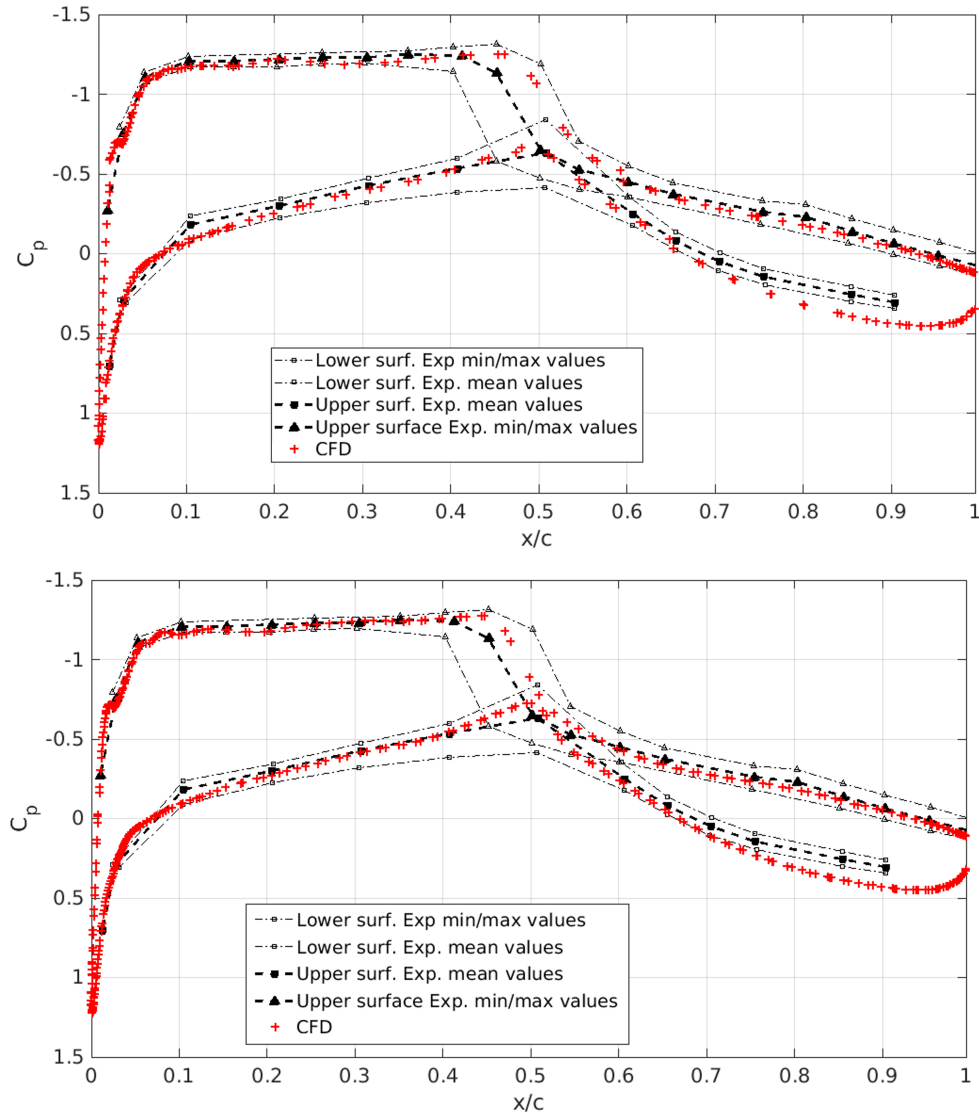 -1.5
-1
-0.5
0
0.5
1
1.5
Cp
0 0.1 0.2 0.3 0.4 0.5 0.6 0.7 0.8 0.9 1
x/c
Lower surf. Exp min/max values
Lower surf. Exp. mean values
Upper surf. Exp. mean values
Upper surface Exp. min/max values
CFD
-1.5
-1
-0.5
0
0.5
1
1.5
Cp
0 0.1 0.2 0.3 0.4 0.5 0.6 0.7 0.8 0.9 1
x/c
Lower surf. Exp min/max values
Lower surf. Exp. mean values
Upper surf. Exp. mean values
Upper surface Exp. min/max values
CFD